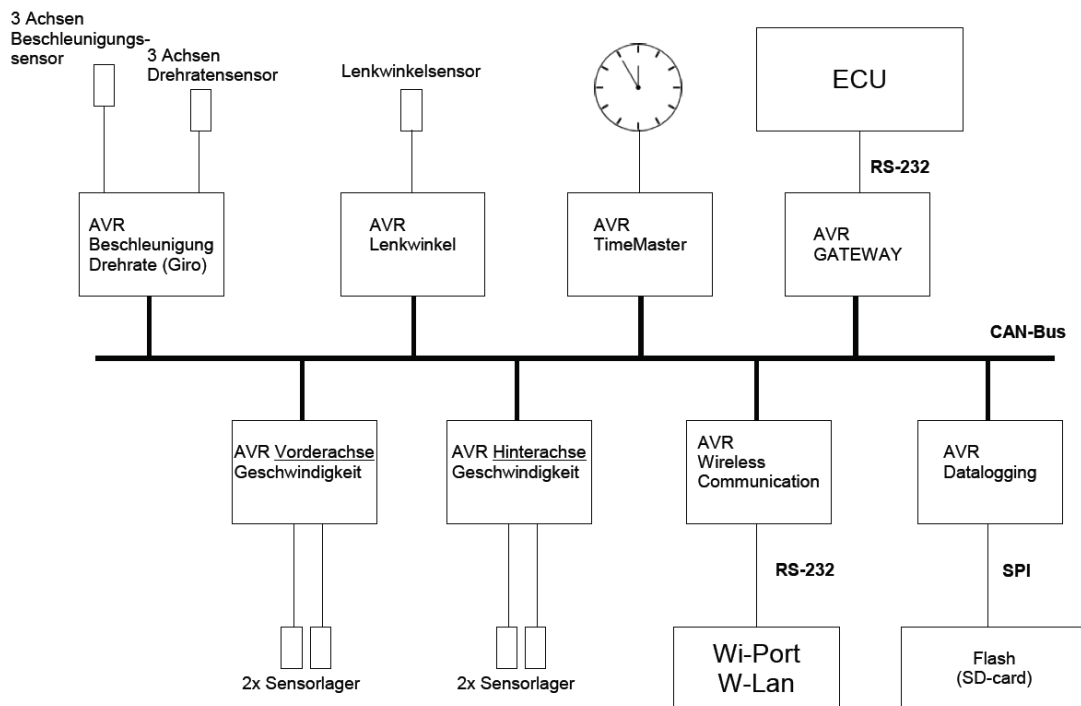 3 Achsen
Beschleunigungs-
sensor
3 Achsen
Drehratensensor
Lenkwinkelsensor
ECU
RS-232
AVR
Beschleunigung
Drehrate (Giro)
AVR
Lenkwinkel
AVR
TimeMaster
AVR
GATEWAY
CAN-Bus
AVR Vorderachse
Geschwindigkeit
AVR Hinterachse
Geschwindigkeit
AVR
Wireless
Communication
AVR
Datalogging
RS-232
SPI
2x Sensorlager
2x Sensorlager
Wi-Port
W-Lan
Flash
(SD-card)